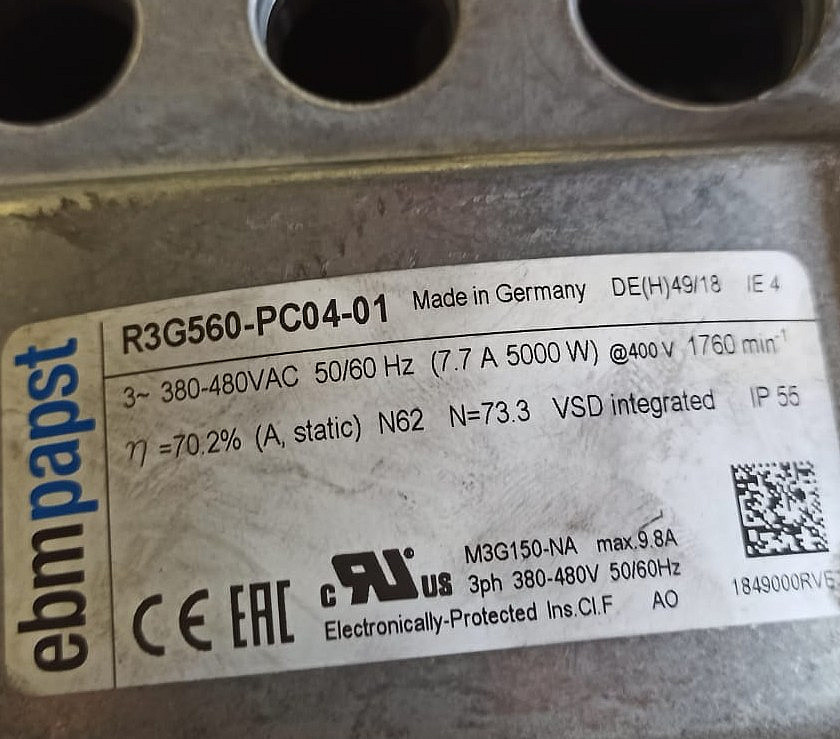 ebmpapst
R3G560-PC04-01 Made in Germany DE(H)49/18 IE 4
3~ 380-480VAC 50/60 Hz (7.7 A 5000 W) @400 V 1760 min⁻¹
η =70.2% (A, static) N62 N=73.3 VSD integrated IP 55
M3G150-NA max.9.8A
CE EAC c RU US 3ph 380-480V 50/60Hz
Electronically-Protected Ins.Cl.F AO